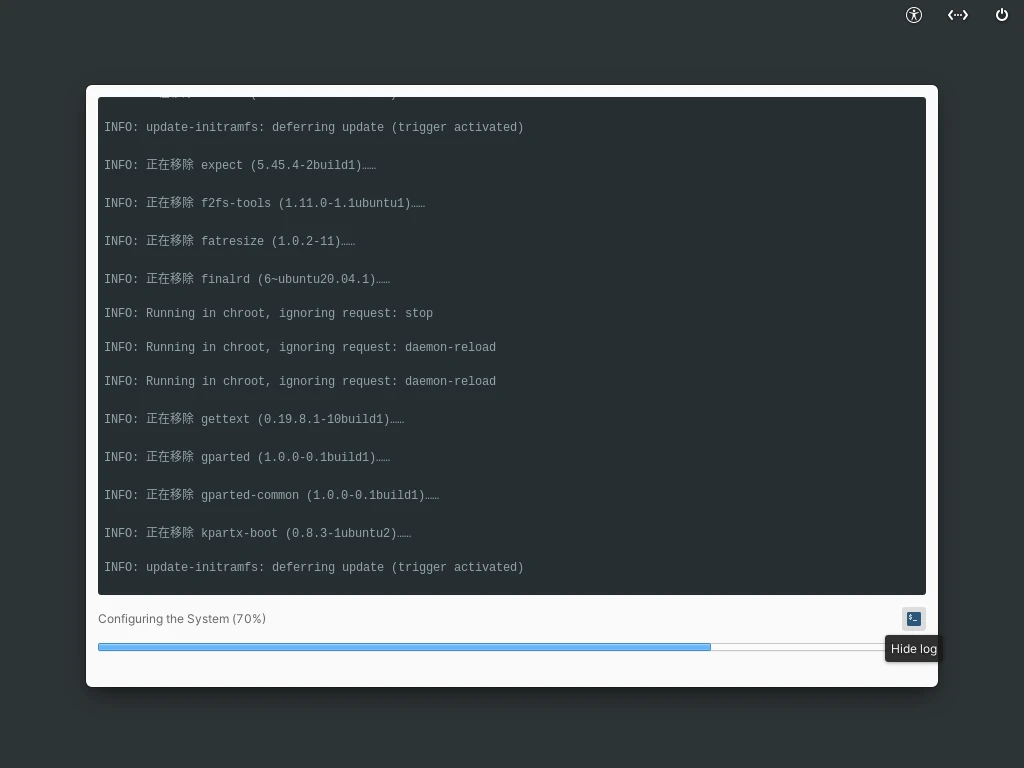 INFO: update-initramfs: deferring update (trigger activated)
INFO: 正在移除 expect (5.45.4-2build1)……
INFO: 正在移除 f2fs-tools (1.11.0-1.1ubuntu1)……
INFO: 正在移除 fatresize (1.0.2-11)……
INFO: 正在移除 finalrd (6~ubuntu20.04.1)……
INFO: Running in chroot, ignoring request: stop
INFO: Running in chroot, ignoring request: daemon-reload
INFO: Running in chroot, ignoring request: daemon-reload
INFO: 正在移除 gettext (0.19.8.1-10build1)……
INFO: 正在移除 gparted (1.0.0-0.1build1)……
INFO: 正在移除 gparted-common (1.0.0-0.1build1)……
INFO: 正在移除 kpartx-boot (0.8.3-1ubuntu2)……
INFO: update-initramfs: deferring update (trigger activated)
Configuring the System (70%)
$_
Hide log